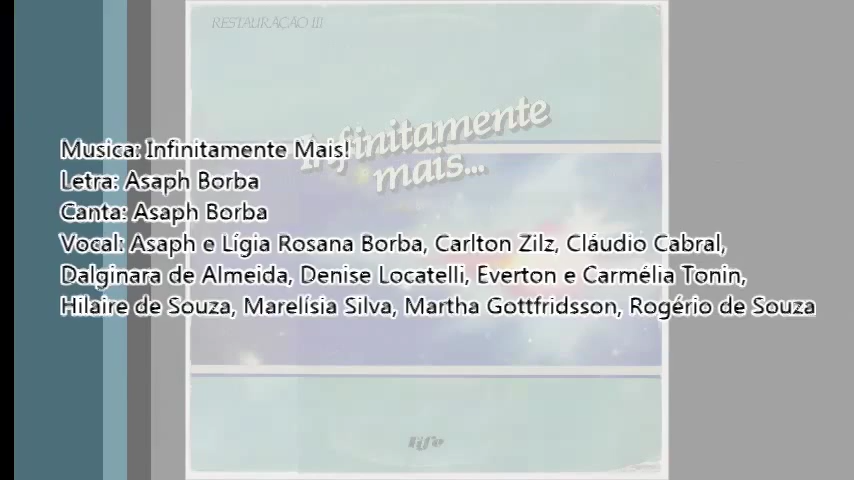 RESTAURAÇÃO III
Infinitamente
mais...
Musica: Infinitamente Mais!
Letra: Asaph Borba
Canta: Asaph Borba
Vocal: Asaph e Lígia Rosana Borba, Carlton Zilz, Cláudio Cabral,
Dalginara de Almeida, Denise Locatelli, Everton e Carmélia Tonin,
Hilaire de Souza, Marelísia Silva, Martha Gottfridsson, Rogério de Souza
life